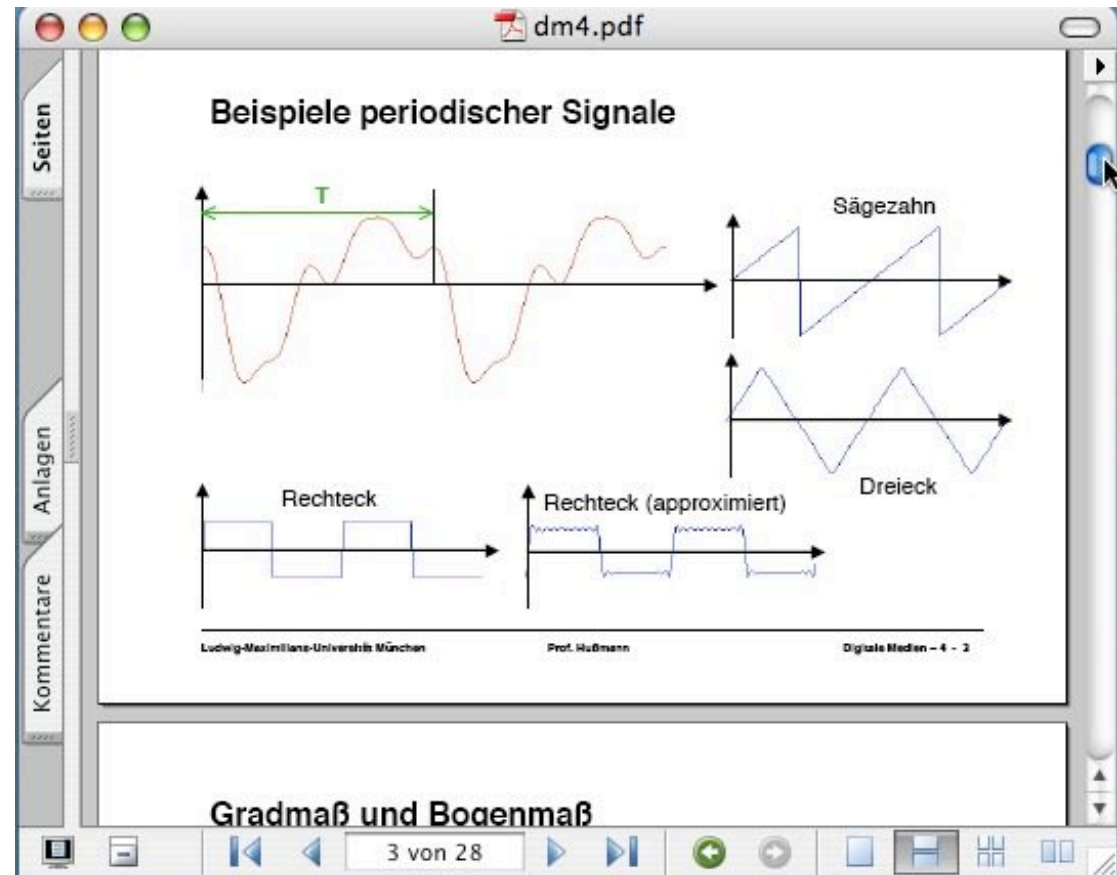 dm4.pdf
Seiten
Anlagen
Kommentare
Beispiele periodischer Signale
T
Sägezahn
Dreieck
Rechteck
Rechteck (approximiert)
Ludwig-Maximilians-Universität München
Prof. Hußmann
Digitale Medien – 4 - 3
Gradmaß und Bogenmaß
3 von 28